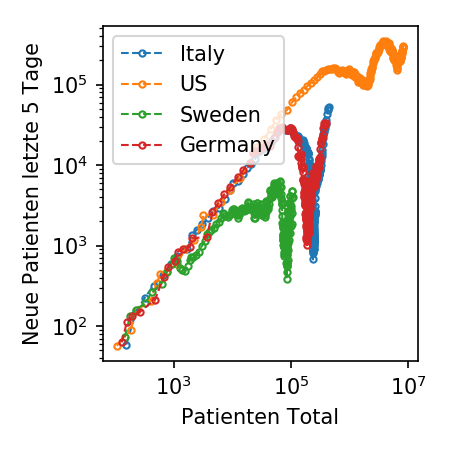 Italy
US
Sweden
Germany
Neue Patienten letzte 5 Tage
10^5
10^4
10^3
10^2
10^3
10^5
10^7
Patienten Total